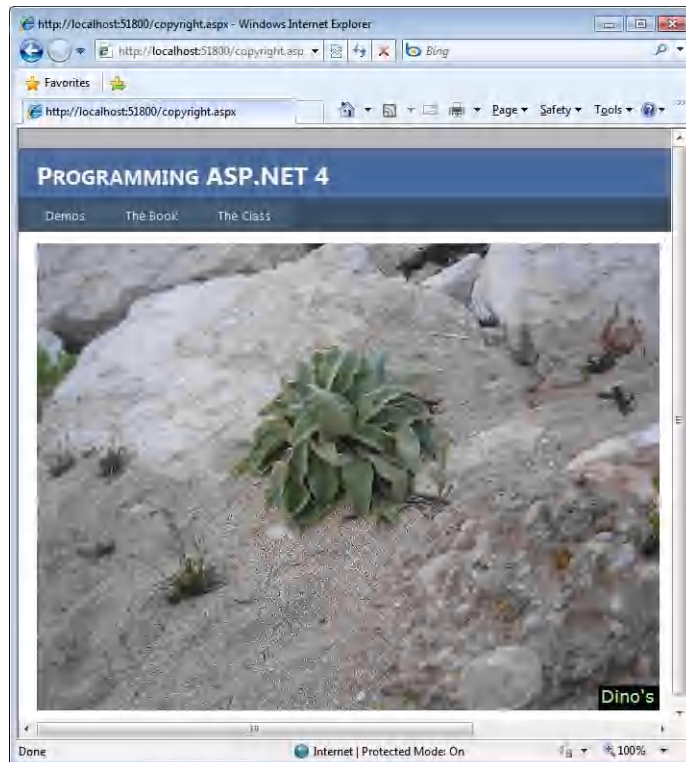 http://localhost:51800/copyright.aspx - Windows Internet Explorer
http://localhost:51800/copyright.asp
Bing
Favorites
http://localhost:51800/copyright.aspx
Page
Safety
Tools
PROGRAMMING ASP.NET 4
Demos
The Book
The Class
Dino's
Done
Internet | Protected Mode: On
100%